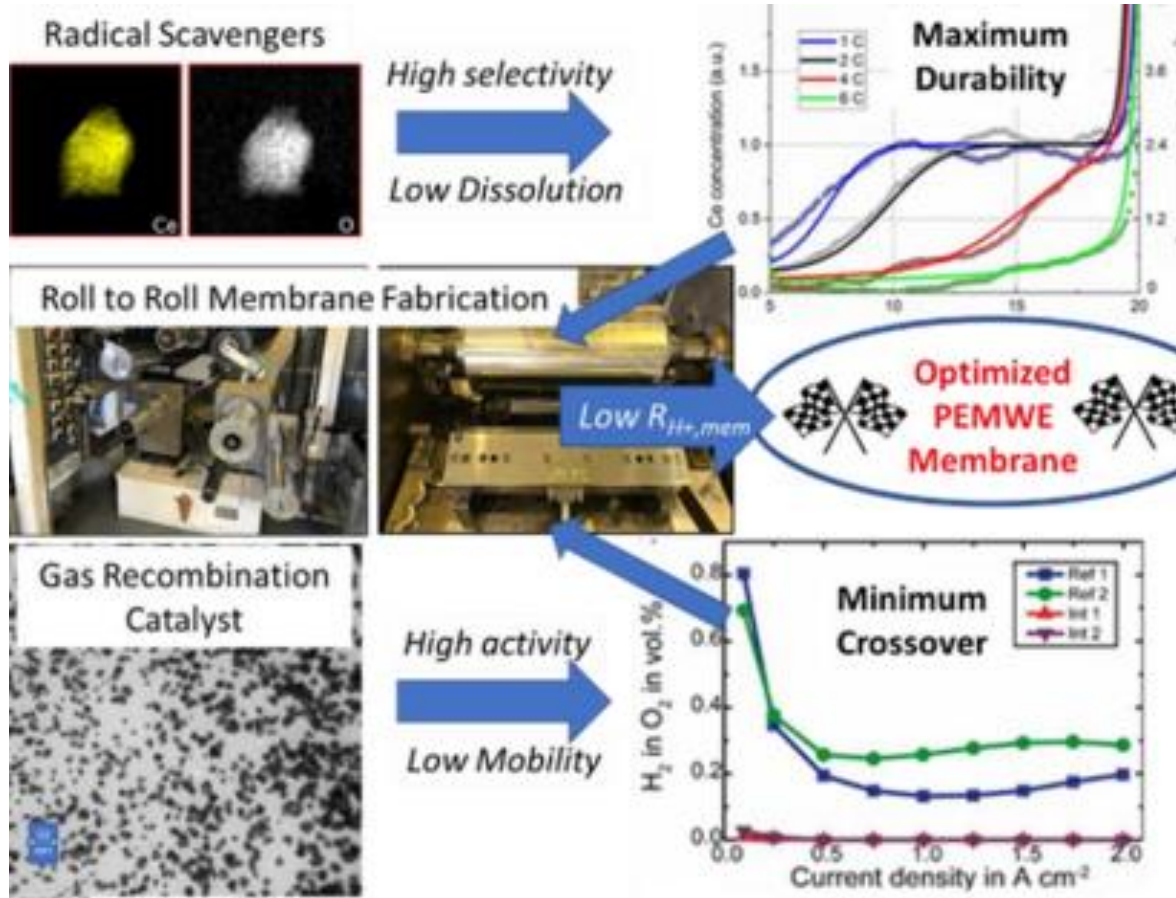 Radical Scavengers
Ce
O
High selectivity
Low Dissolution
Maximum
Durability
1 C
2 C
4 C
6 C
Ce concentration (a.u.)
1.5
1.0
0.5
0.0
5
10
15
20
3.6
2.4
1.2
0
Roll to Roll Membrane Fabrication
Low R_H+,mem
Optimized
PEMWE
Membrane
Gas Recombination
Catalyst
High activity
Low Mobility
Minimum
Crossover
Ref 1
Ref 2
Int 1
Int 2
H₂ in O₂ in vol.%
0.8
0.6
0.4
0.2
0.0
0.0
0.5
1.0
1.5
2.0
Current density in A cm⁻²